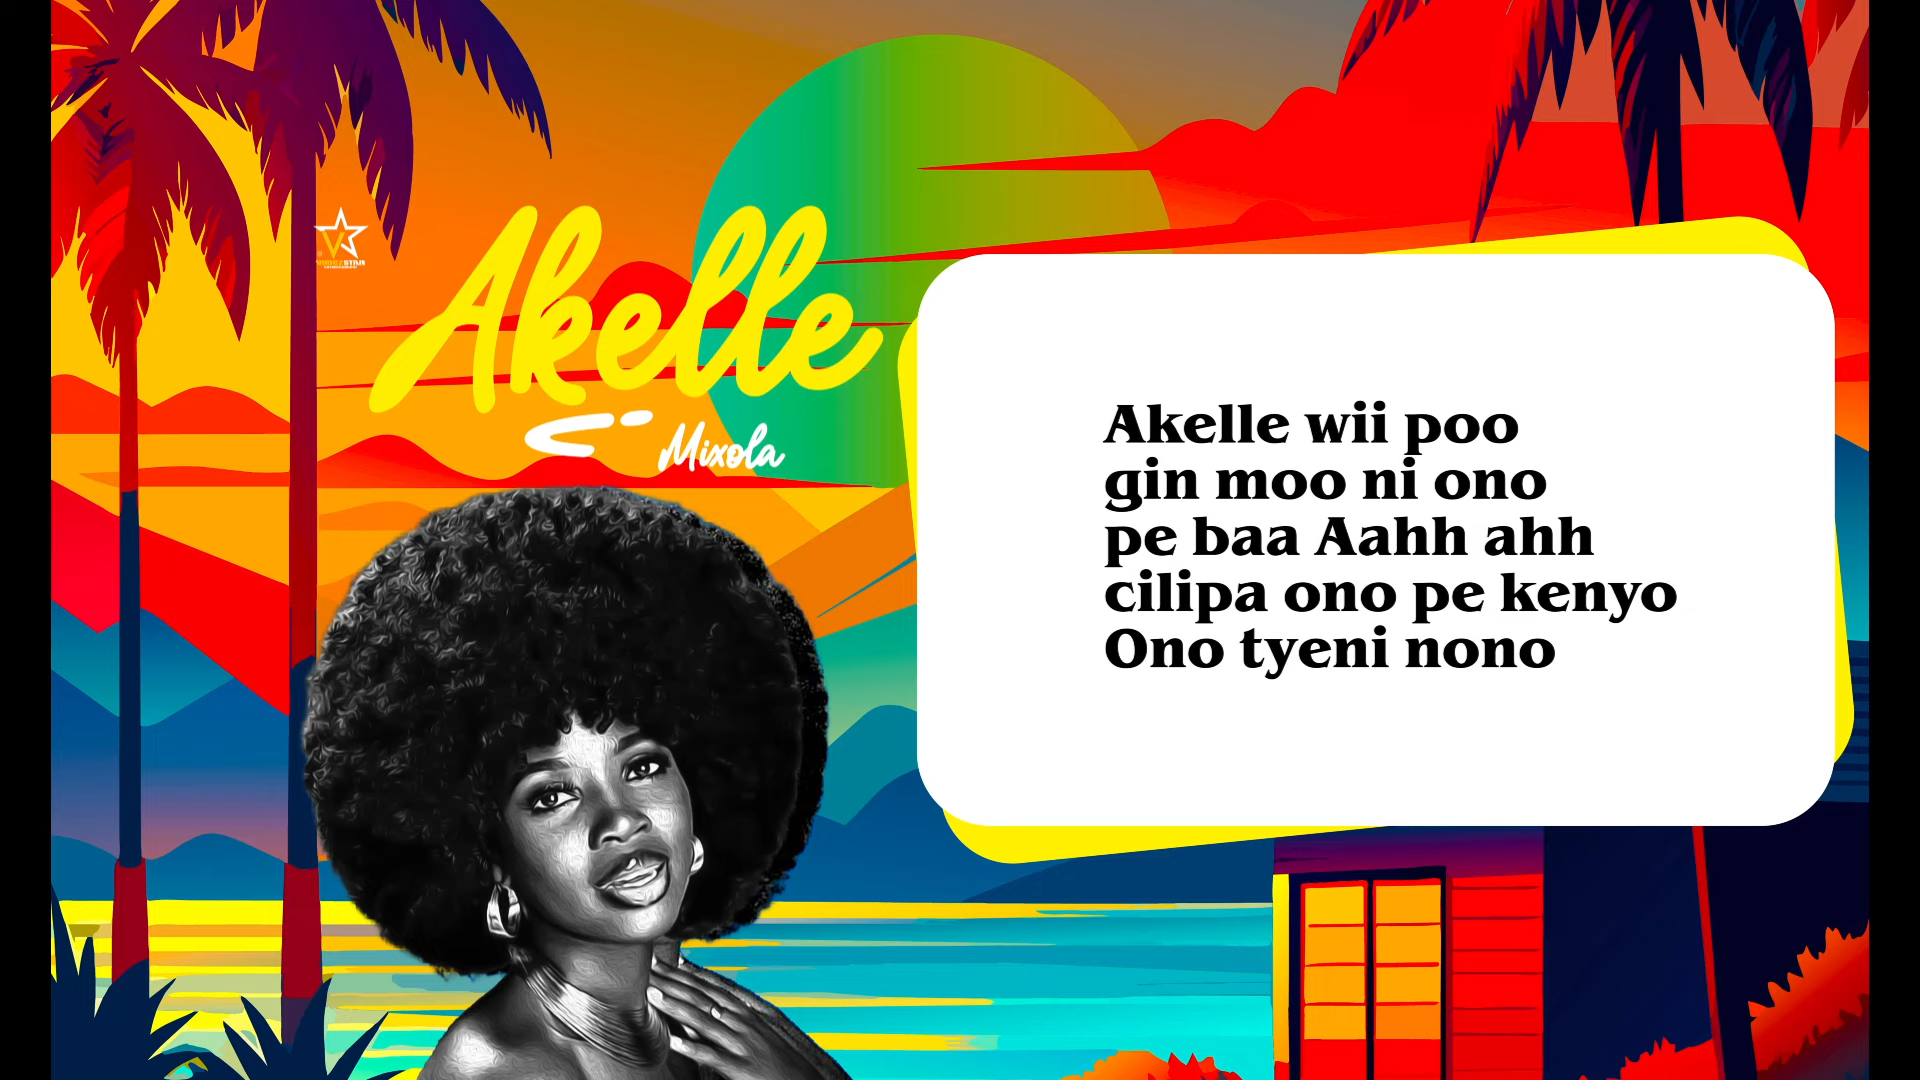 Akelle
Mixola
Akelle wii poo
gin moo ni ono
pe baa Aahh ahh
cilipa ono pe kenyo
Ono tyeni nono